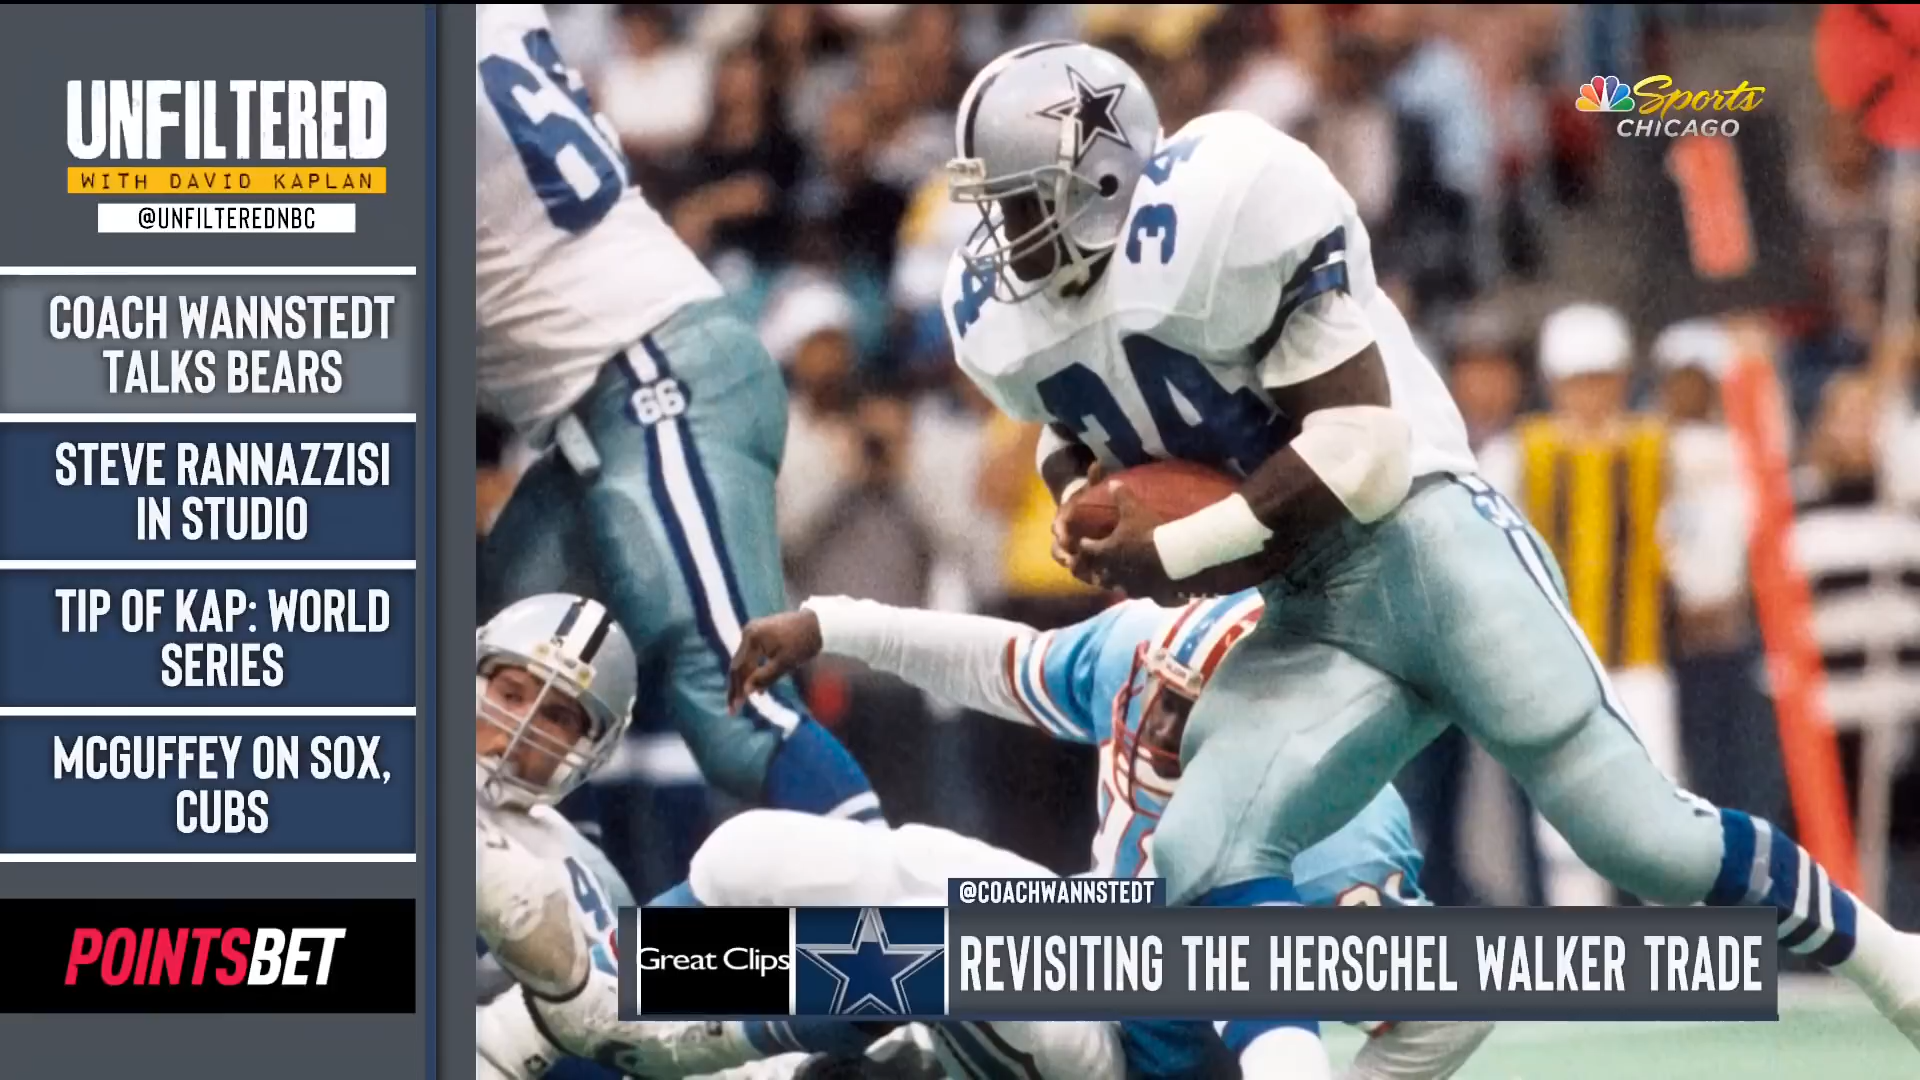 UNFILTERED
WITH DAVID KAPLAN
@UNFILTEREDNBC
COACH WANNSTEDT
TALKS BEARS
STEVE RANNAZZISI
IN STUDIO
TIP OF KAP: WORLD
SERIES
MCGUFFEY ON SOX,
CUBS
POINTSBET
Sports
CHICAGO
34
34
34
66
@COACHWANNSTEDT
Great Clips
REVISITING THE HERSCHEL WALKER TRADE